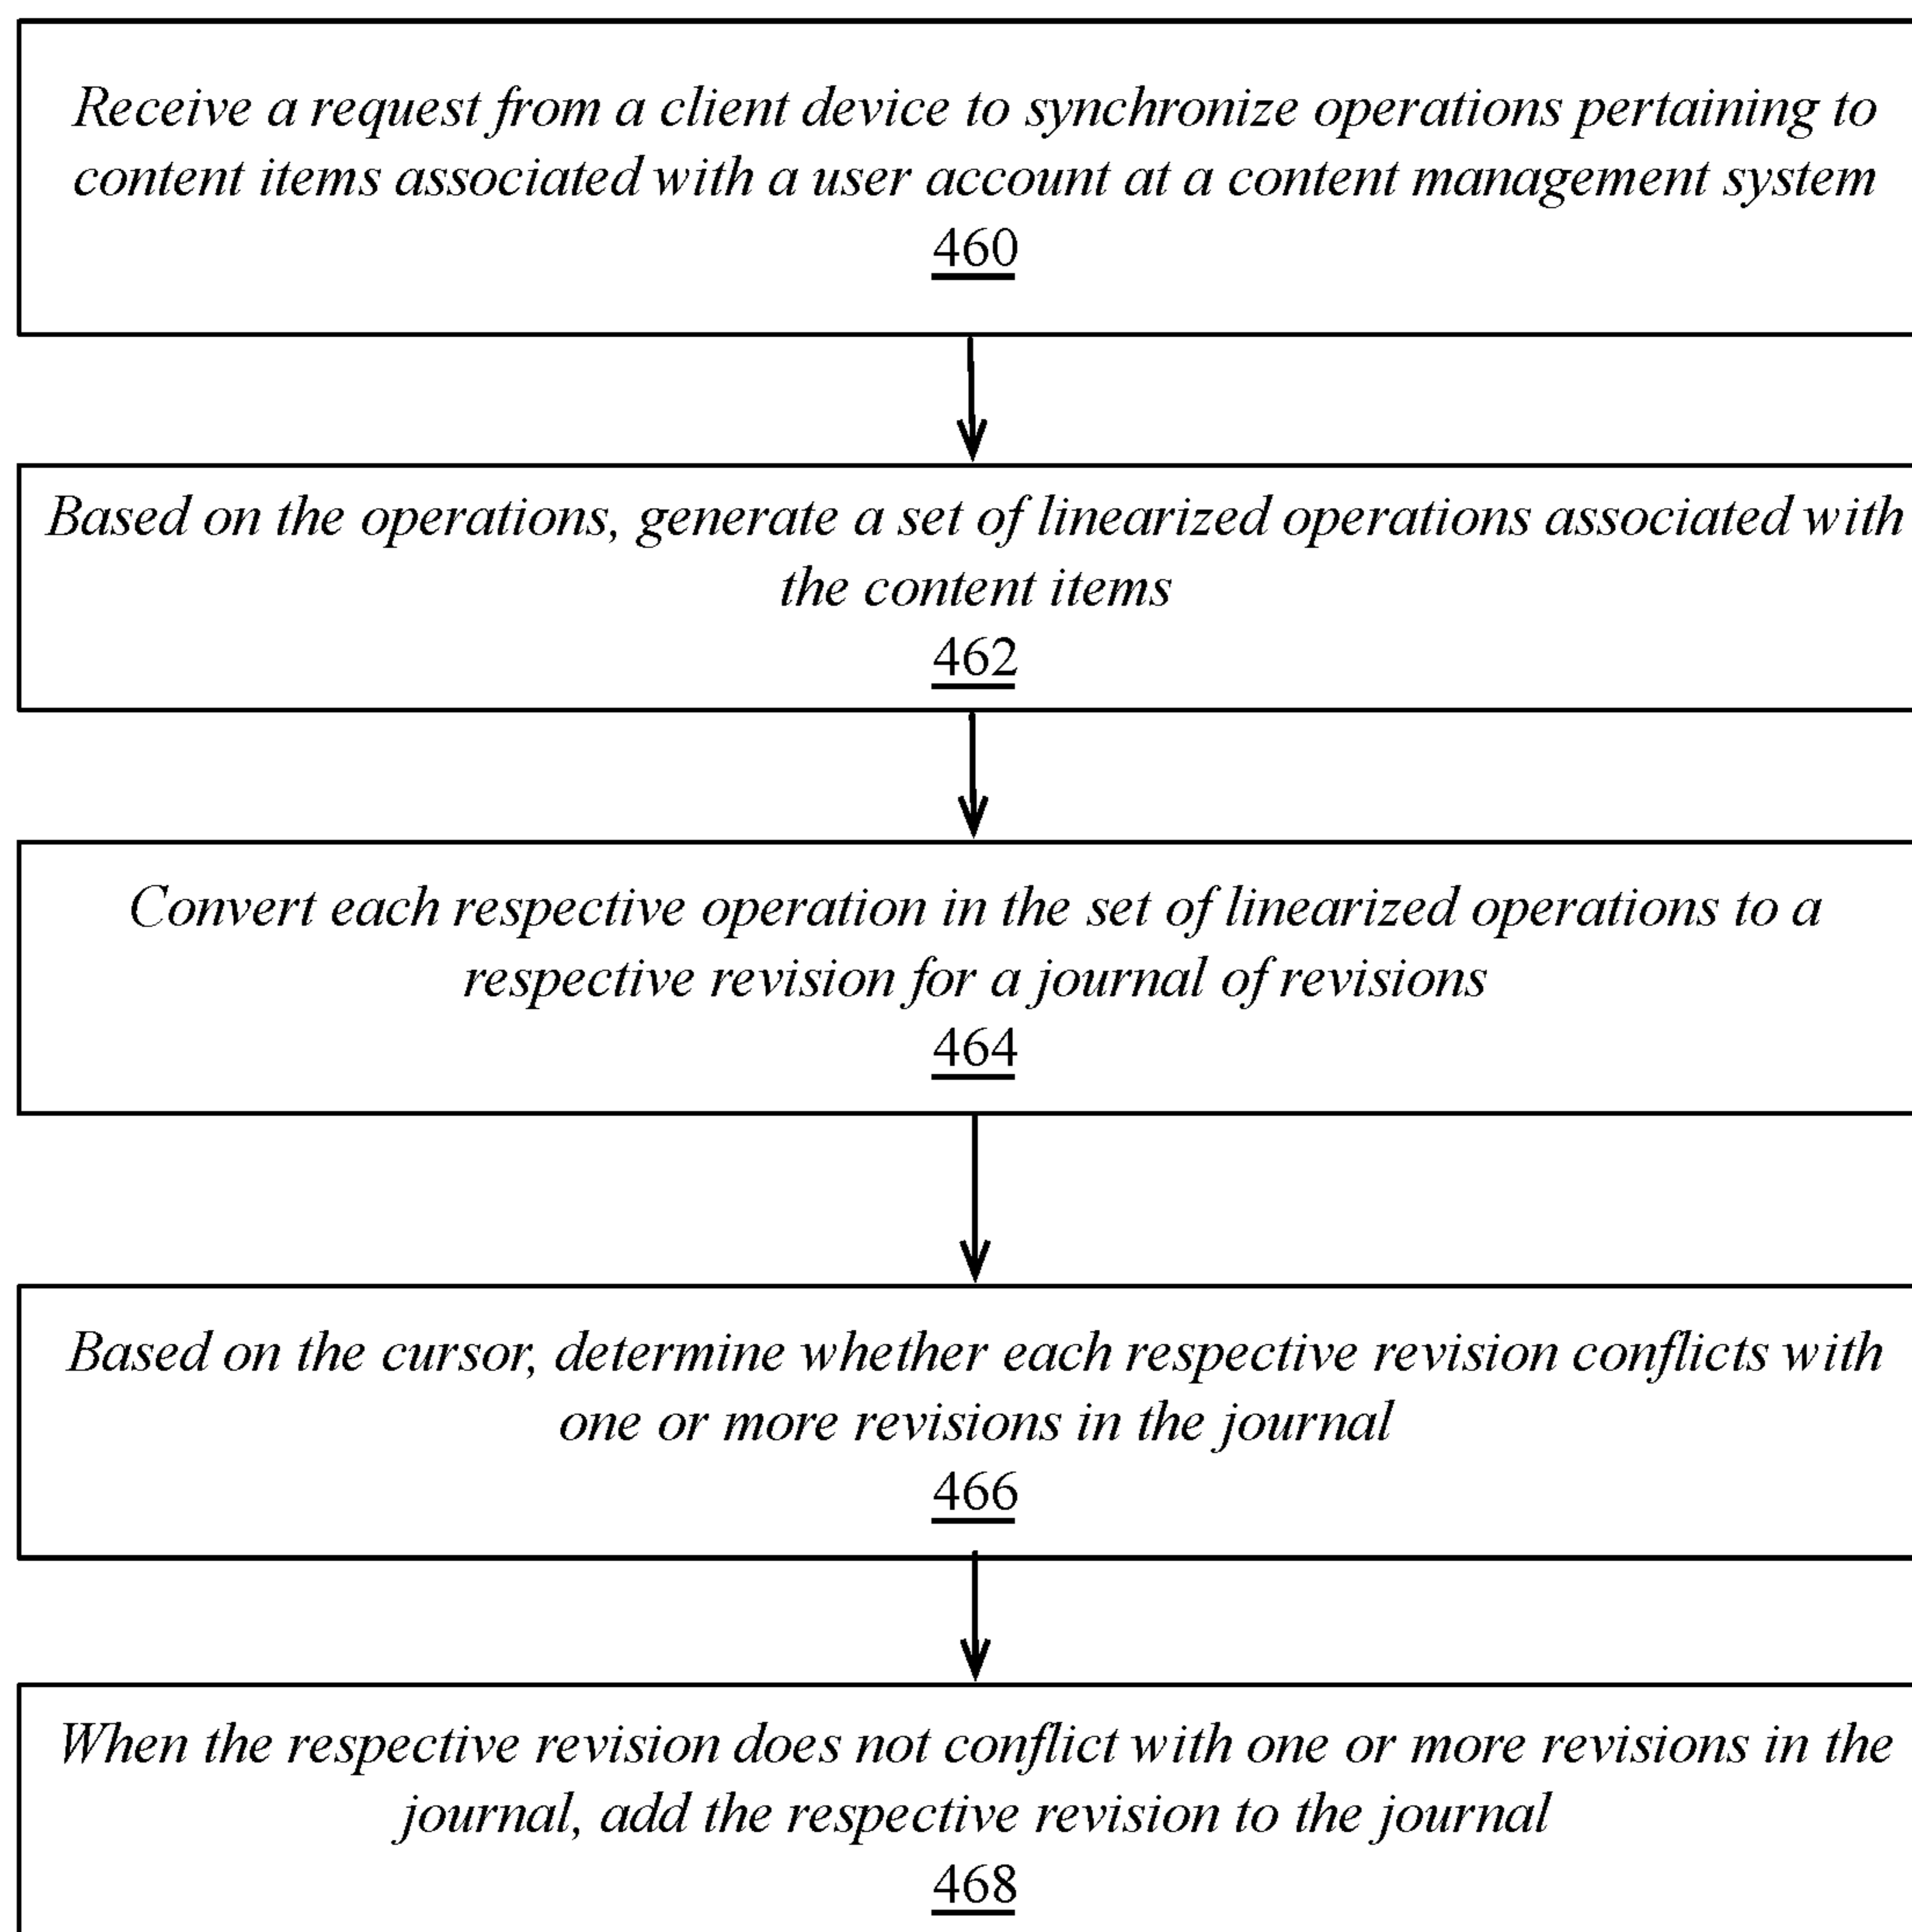 Receive a request from a client device to synchronize operations pertaining to
content items associated with a user account at a content management system
460
Based on the operations, generate a set of linearized operations associated with
the content items
462
Convert each respective operation in the set of linearized operations to a
respective revision for a journal of revisions
464
Based on the cursor, determine whether each respective revision conflicts with
one or more revisions in the journal
466
When the respective revision does not conflict with one or more revisions in the
journal, add the respective revision to the journal
468